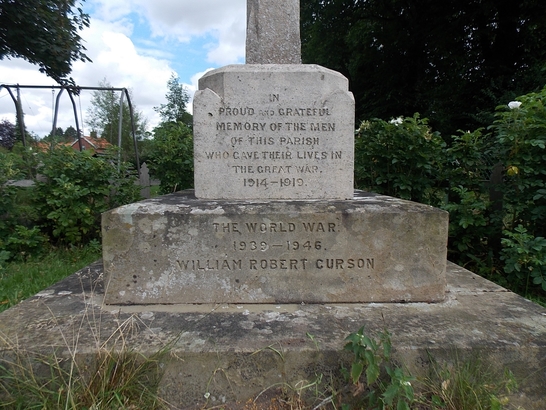 IN
PROUD AND GRATEFUL
MEMORY OF THE MEN
OF THIS PARISH
WHO GAVE THEIR LIVES IN
THE GREAT WAR.
1914-1919.
THE WORLD WAR
1939-1946.
WILLIAM ROBERT CURSON